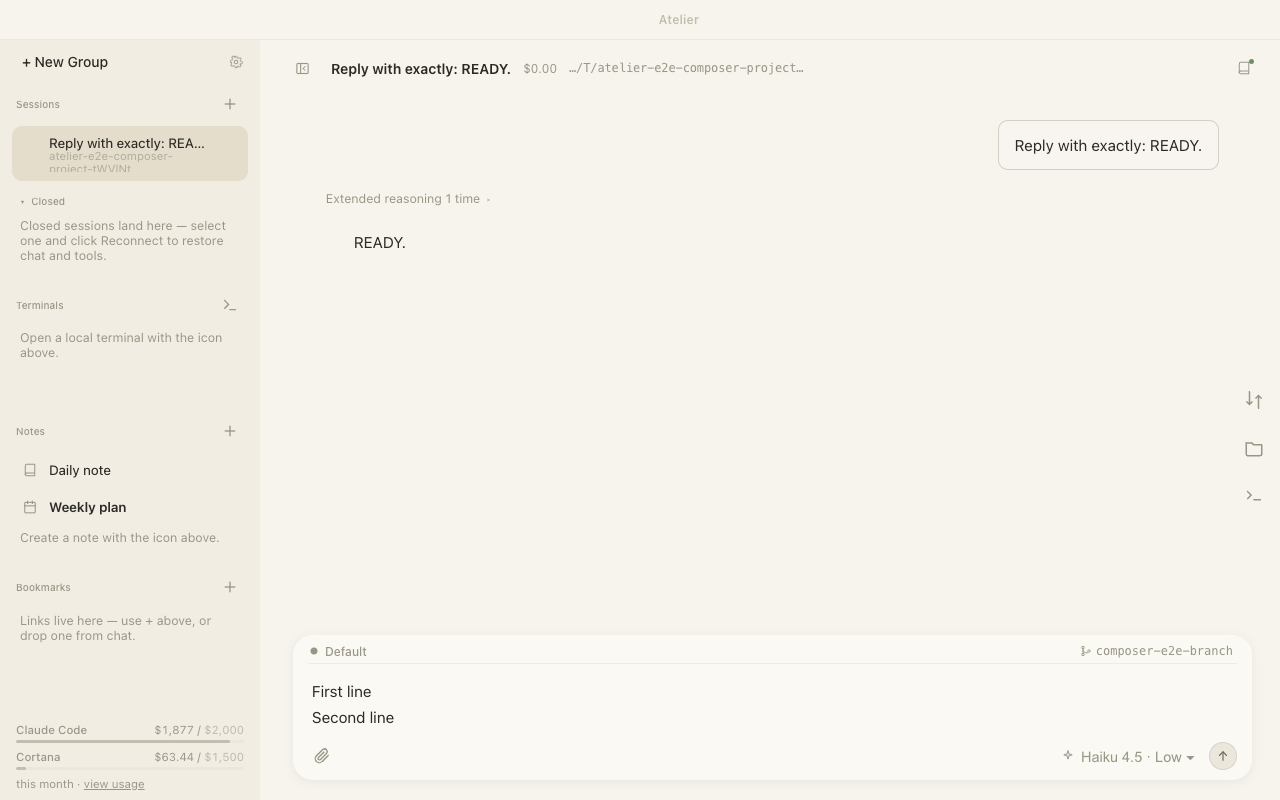 Atelier
+ New Group
Sessions
Reply with exactly: REA...
atelier-e2e-composer-
project-tWVlNt
Closed
Closed sessions land here — select
one and click Reconnect to restore
chat and tools.
Terminals
Open a local terminal with the icon
above.
Notes
Daily note
Weekly plan
Create a note with the icon above.
Bookmarks
Links live here — use + above, or
drop one from chat.
Claude Code $1,877 / $2,000
Cortana $63.44 / $1,500
this month · view usage
Reply with exactly: READY. $0.00 …/T/atelier-e2e-composer-project…
Reply with exactly: READY.
Extended reasoning 1 time ·
READY.
Default composer-e2e-branch
First line
Second line
Haiku 4.5 · Low